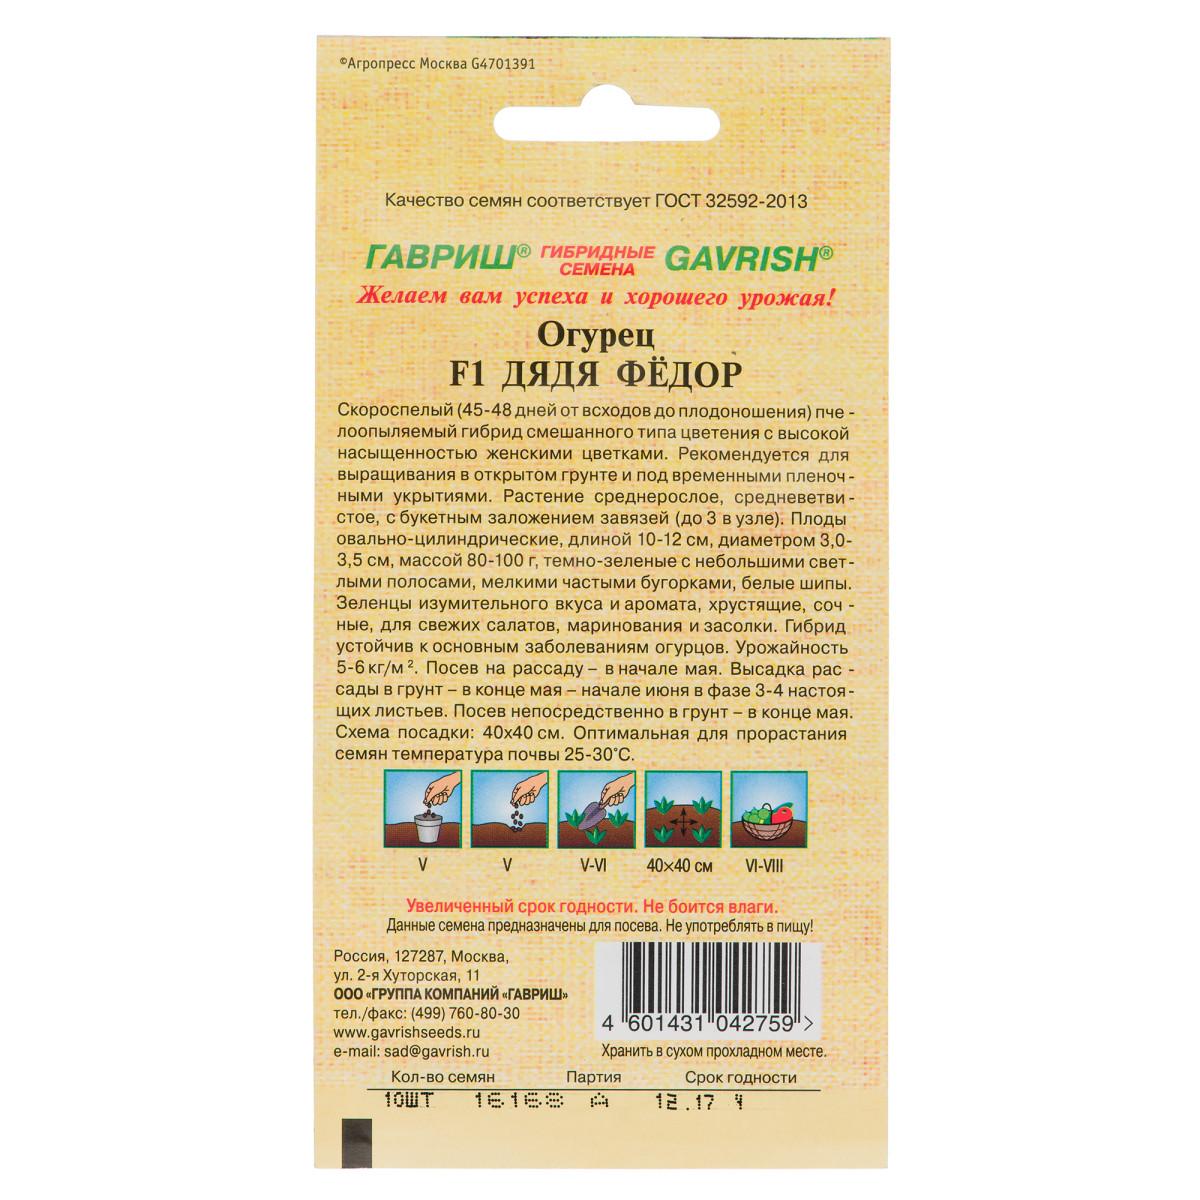 ©Агропресс Москва G4701391
Качество семян соответствует ГОСТ 32592-2013
ГАВРИШ® ГИБРИДНЫЕ СЕМЕНА GAVRISH®
Желаем вам успеха и хорошего урожая!
Огурец
F1 ДЯДЯ ФЁДОР
Скороспелый (45-48 дней от всходов до плодоношения) пче -
лоопыляемый гибрид смешанного типа цветения с высокой
насыщенностью женскими цветками. Рекомендуется для
выращивания в открытом грунте и под временными пленоч -
ными укрытиями. Растение среднерослое, средневетви -
стое, с букетным заложением завязей (до 3 в узле). Плоды
овально-цилиндрические, длиной 10-12 см, диаметром 3,0-
3,5 см, массой 80-100 г, темно-зеленые с небольшими свет-
лыми полосами, мелкими частыми бугорками, белые шипы.
Зеленцы изумительного вкуса и аромата, хрустящие, соч -
ные, для свежих салатов, маринования и засолки. Гибрид
устойчив к основным заболеваниям огурцов. Урожайность
5-6 кг/м ². Посев на рассаду – в начале мая. Высадка рас -
сады в грунт – в конце мая – начале июня в фазе 3-4 настоя -
щих листьев. Посев непосредственно в грунт – в конце мая.
Схема посадки: 40х40 см. Оптимальная для прорастания
семян температура почвы 25-30˚С.
V V V-VI 40×40 см VI-VIII
Увеличенный срок годности. Не боится влаги.
Данные семена предназначены для посева. Не употреблять в пищу!
Россия, 127287, Москва,
ул. 2-я Хуторская, 11
ООО «ГРУППА КОМПАНИЙ «ГАВРИШ»
тел./факс: (499) 760-80-30
www.gavrishseeds.ru
e-mail: sad@gavrish.ru
4 601431 042759 >
Хранить в сухом прохладном месте.
Кол-во семян Партия Срок годности
10ШТ 16168 А 12.17 Ч